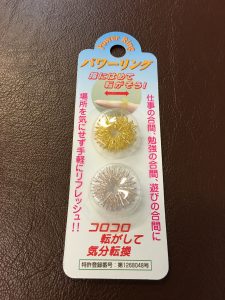 Power Ring
パワーリング
指にはめて
転がそう!
仕事の合間、勉強の合間、遊びの合間に
場所を気にせず手軽にリフレッシュ!!
コロコロ
転がして
気分転換
特許登録番号:第1268048号